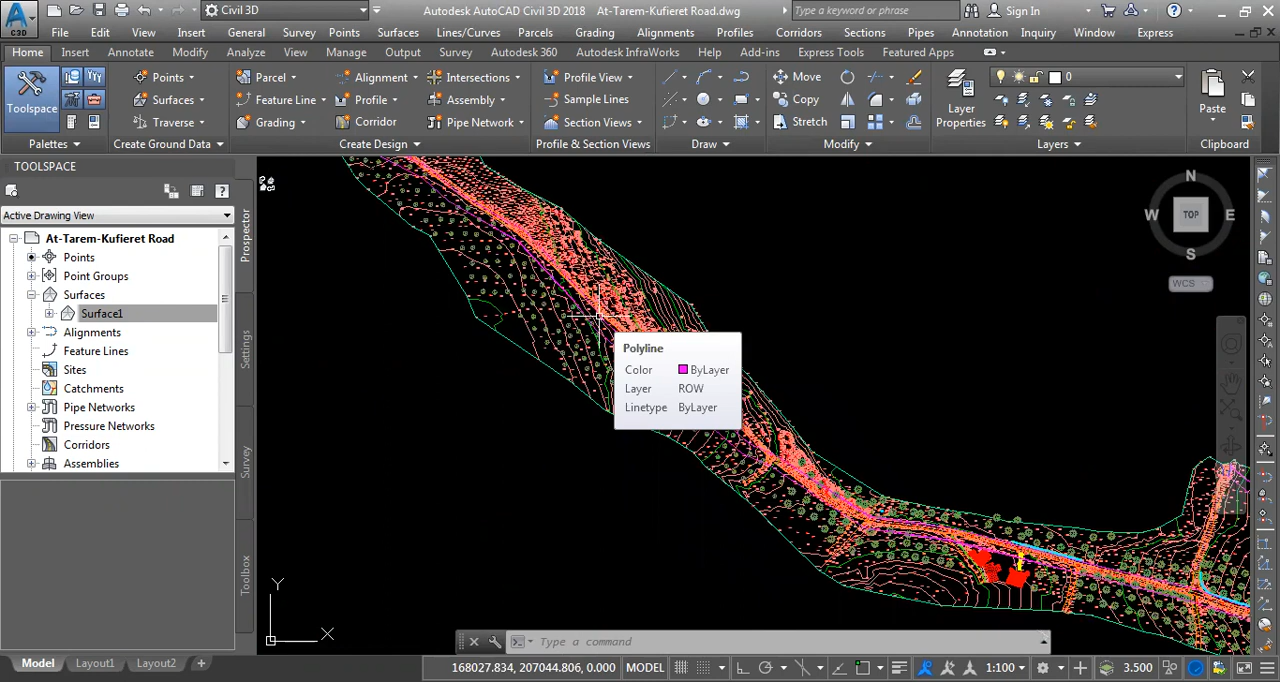 C3D
Civil 3D
Autodesk AutoCAD Civil 3D 2018 At-Tarem-Kufieret Road.dwg
Type a keyword or phrase
Sign In
File Edit View Insert General Survey Points Surfaces Lines/Curves Parcels Grading Alignments Profiles Corridors Sections Pipes Annotation Inquiry Window Express
Home Insert Annotate Modify Analyze View Manage Output Survey Autodesk 360 Autodesk InfraWorks Help Add-ins Express Tools Featured Apps
Points Parcel Alignment Intersections Profile View Move 0
Toolspace Surfaces Feature Line Profile Assembly Sample Lines Copy Layer Properties Paste
Traverse Grading Corridor Pipe Network Section Views Stretch
Palettes Create Ground Data Create Design Profile & Section Views Draw Modify Layers Clipboard
TOOLSPACE
Active Drawing View
At-Tarem-Kufieret Road
Points
Point Groups
Surfaces
Surface1
Alignments
Feature Lines
Sites
Catchments
Pipe Networks
Pressure Networks
Corridors
Assemblies
Prospector
Settings
Survey
Toolbox
Polyline
Color ByLayer
Layer ROW
Linetype ByLayer
N
W TOP E
S
WCS
Y
X
Type a command
Model Layout1 Layout2 +
168027.834, 207044.806, 0.000 MODEL 1:100 3.500